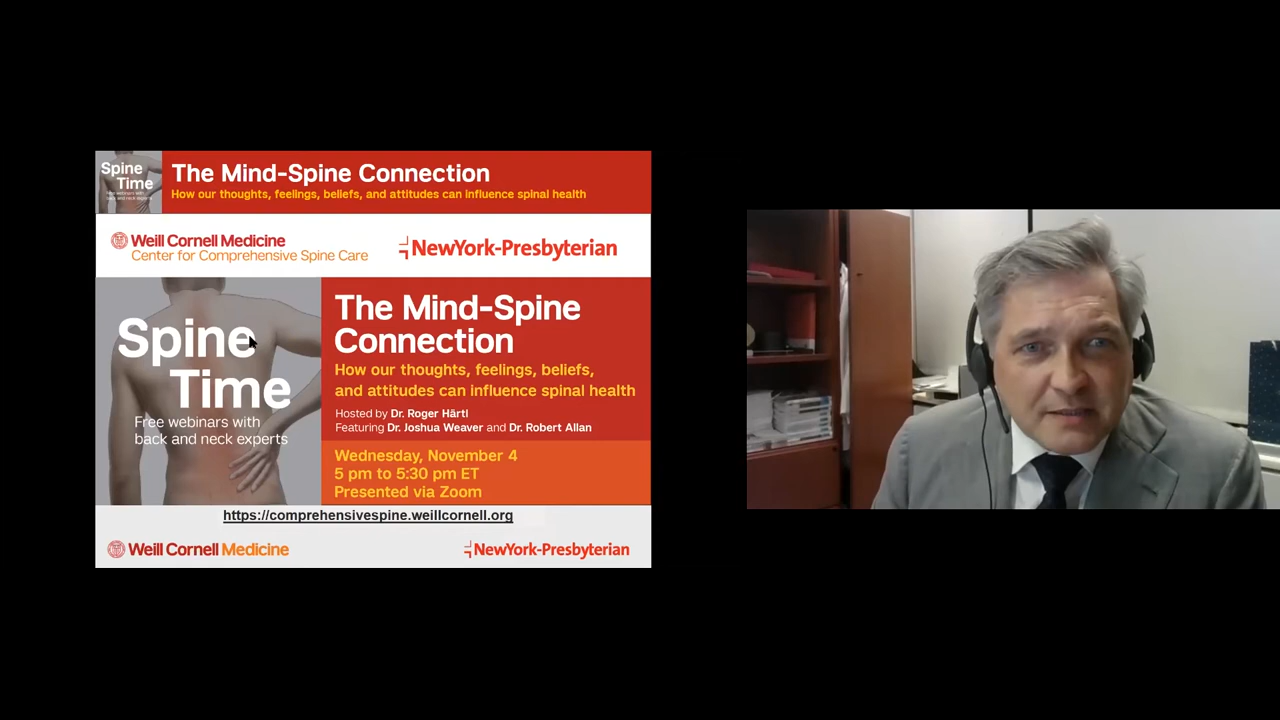 Spine
Time
The Mind-Spine Connection
How our thoughts, feelings, beliefs, and attitudes can influence spinal health
Weill Cornell Medicine
Center for Comprehensive Spine Care
NewYork-Presbyterian
Spine
Time
Free webinars with
back and neck experts
The Mind-Spine
Connection
How our thoughts, feelings, beliefs,
and attitudes can influence spinal health
Hosted by Dr. Roger Härtl
Featuring Dr. Joshua Weaver and Dr. Robert Allan
Wednesday, November 4
5 pm to 5:30 pm ET
Presented via Zoom
https://comprehensivespine.weillcornell.org
Weill Cornell Medicine
NewYork-Presbyterian